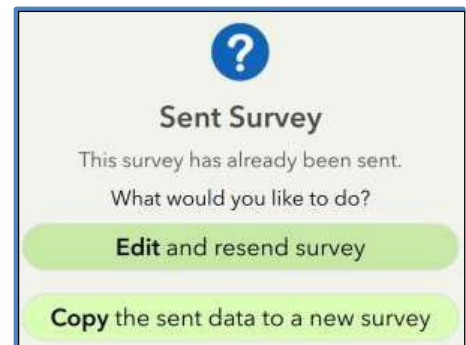 ?
Sent Survey
This survey has already been sent.
What would you like to do?
Edit and resend survey
Copy the sent data to a new survey